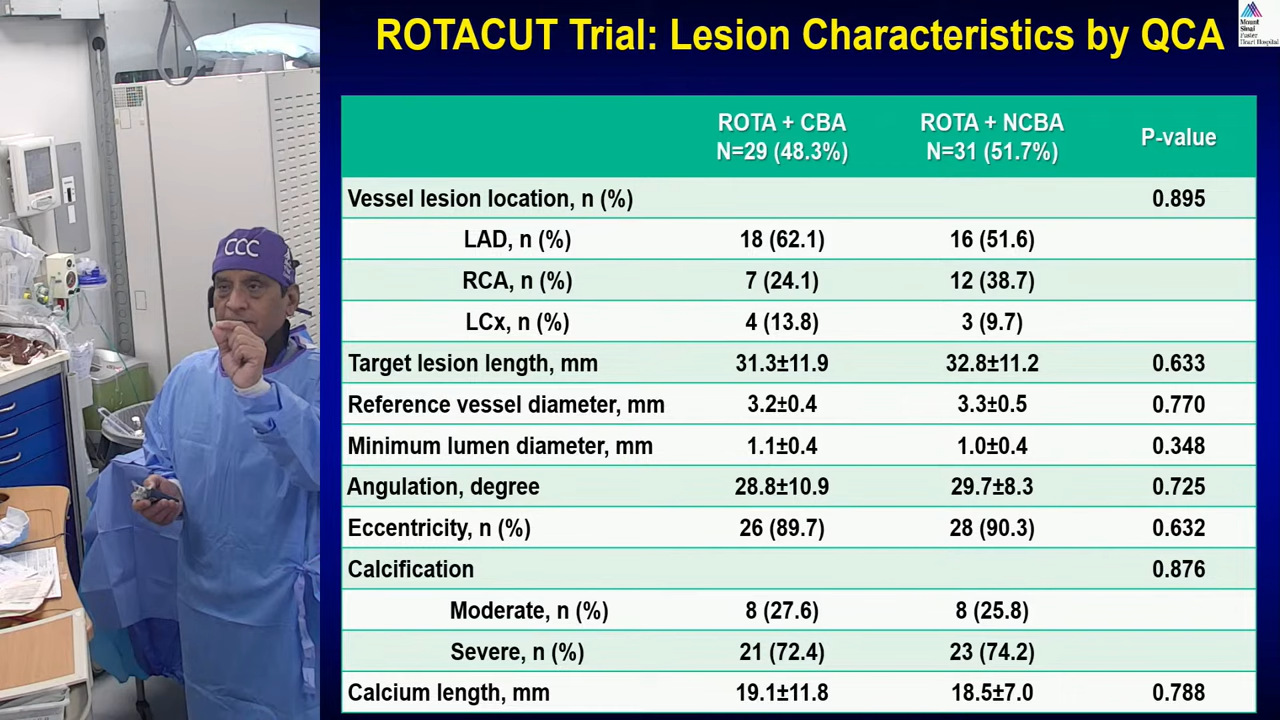 ROTACUT Trial: Lesion Characteristics by QCA
Mount
Sinai
Fuster
Heart Hospital
ROTA + CBA
N=29 (48.3%)
ROTA + NCBA
N=31 (51.7%)
P-value
Vessel lesion location, n (%) 0.895
LAD, n (%) 18 (62.1) 16 (51.6)
RCA, n (%) 7 (24.1) 12 (38.7)
LCx, n (%) 4 (13.8) 3 (9.7)
Target lesion length, mm 31.3±11.9 32.8±11.2 0.633
Reference vessel diameter, mm 3.2±0.4 3.3±0.5 0.770
Minimum lumen diameter, mm 1.1±0.4 1.0±0.4 0.348
Angulation, degree 28.8±10.9 29.7±8.3 0.725
Eccentricity, n (%) 26 (89.7) 28 (90.3) 0.632
Calcification 0.876
Moderate, n (%) 8 (27.6) 8 (25.8)
Severe, n (%) 21 (72.4) 23 (74.2)
Calcium length, mm 19.1±11.8 18.5±7.0 0.788
CCC